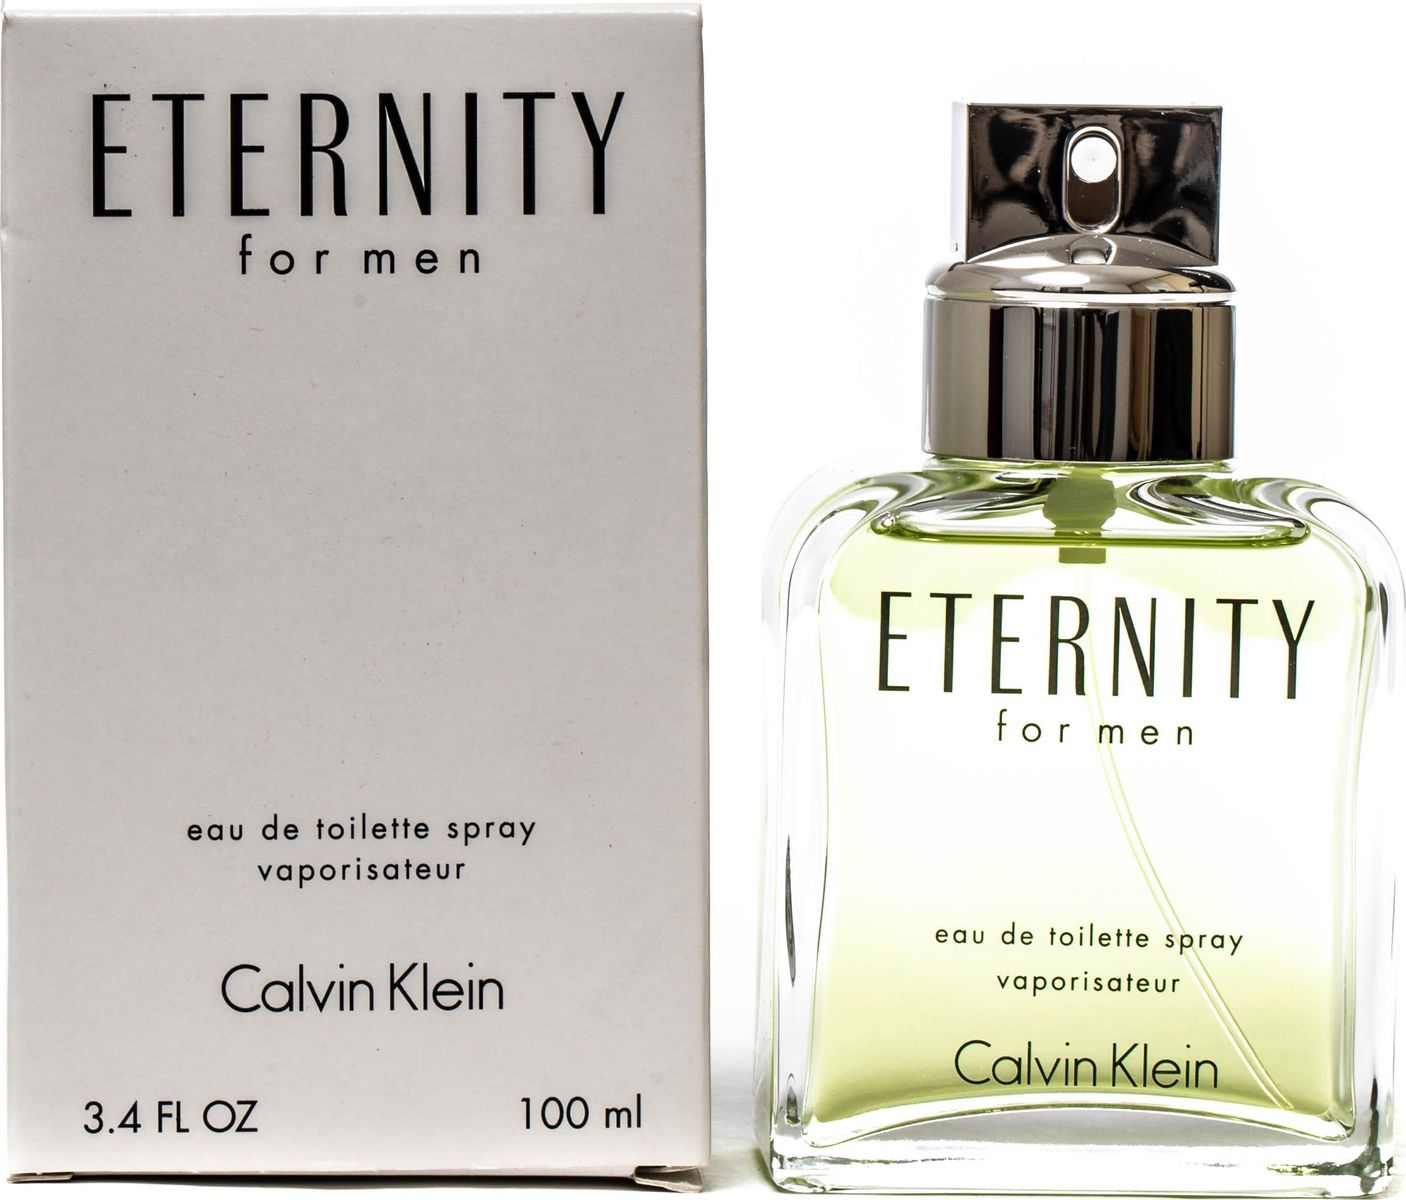 ETERNITY
for men
eau de toilette spray
vaporisateur
Calvin Klein
3.4 FL OZ 100 ml
ETERNITY
for men
eau de toilette spray
vaporisateur
Calvin Klein